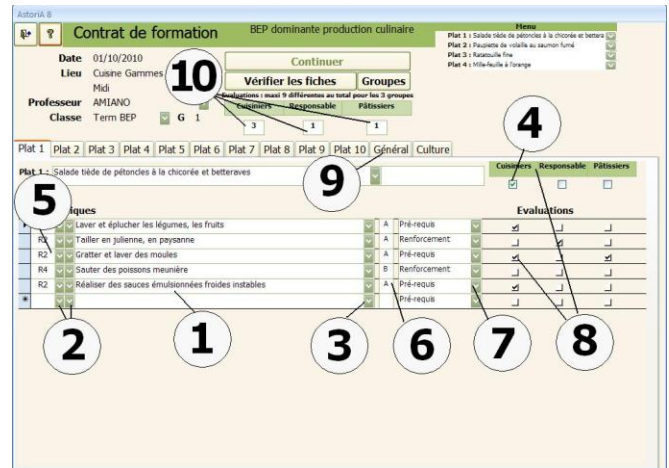 AstoriA 8
Contrat de formation
BEP dominante production culinaire
Menu
Plat 1 : Salade tiède de pétoncles à la chicorée et bettera
Plat 2 : Paupiette de volaille au saumon fumé
Plat 3 : Ratatouille fine
Plat 4 : Mille-feuille à l'orange
Date 01/10/2010
Lieu Cuisine Gammes
Midi
Professeur AMIANO
Classe Term BEP G 1
Continuer
Vérifier les fiches Groupes
Evaluations : maxi 9 différentes au total pour les 3 groupes
Cuisiniers Responsable Pâtissiers
3 1 1
10
Plat 1 Plat 2 Plat 3 Plat 4 Plat 5 Plat 6 Plat 7 Plat 8 Plat 9 Plat 10 Général Culture
4
9
Plat 1 : Salade tiède de pétoncles à la chicorée et betteraves
Cuisiniers Responsable Pâtissiers
5
iques
Evaluations
Laver et éplucher les légumes, les fruits A Pré-requis
R2 Tailler en julienne, en paysanne A Renforcement
R2 Gratter et laver des moules A Pré-requis
R4 Sauter des poissons meunière B Renforcement
R2 Réaliser des sauces émulsionnées froides instables A Pré-requis
* Pré-requis
2 1 3 6 7 8